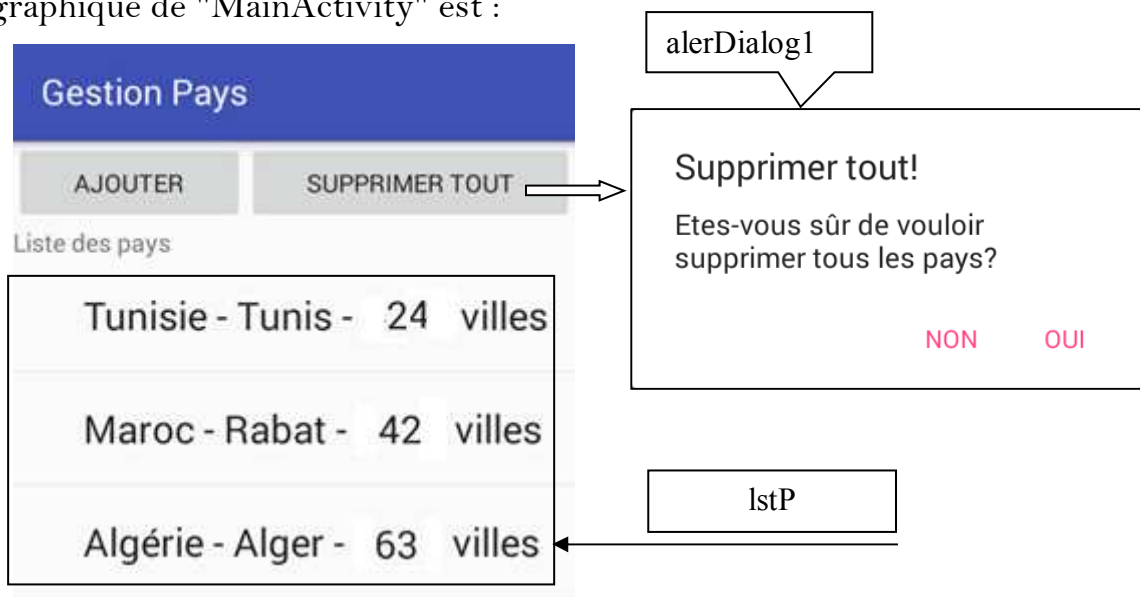 graphique de "MainActivity" est :
alerDialog1
Gestion Pays
AJOUTER
SUPPRIMER TOUT
Liste des pays
Tunisie - Tunis - 24 villes
Maroc - Rabat - 42 villes
Algérie - Alger - 63 villes
Supprimer tout!
Etes-vous sûr de vouloir
supprimer tous les pays?
NON
OUI
lstP